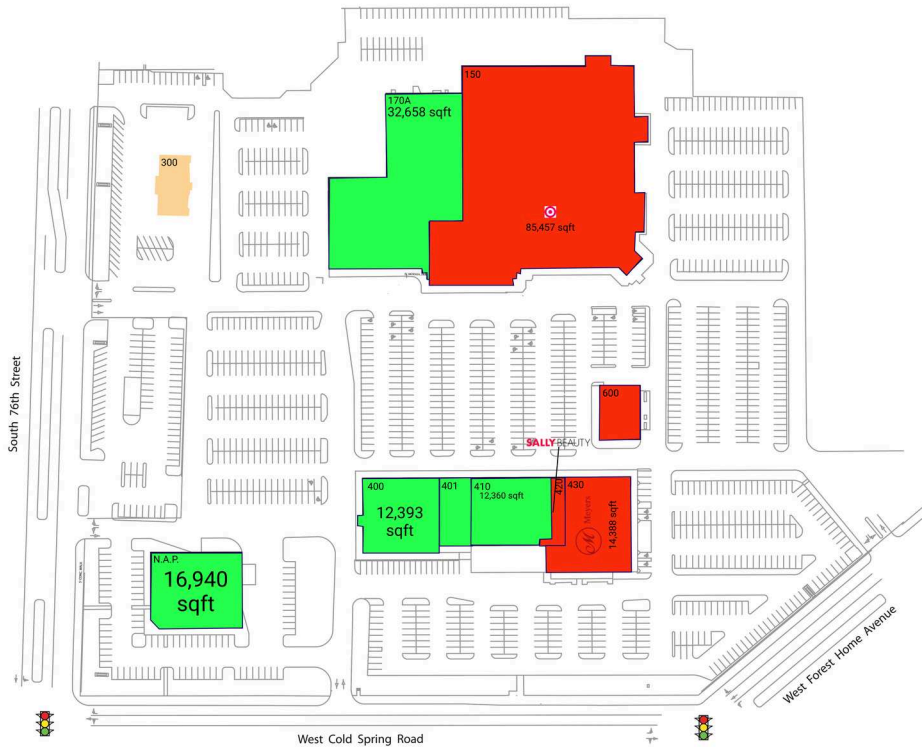 150
170A
32,658 sqft
300
85,457 sqft
South 76th Street
600
SALLY BEAUTY
400
401
410
420
430
12,360 sqft
12,393
sqft
Moyers
M
14,388 sqft
N.A.P.
16,940
sqft
West Forest Home Avenue
West Cold Spring Road